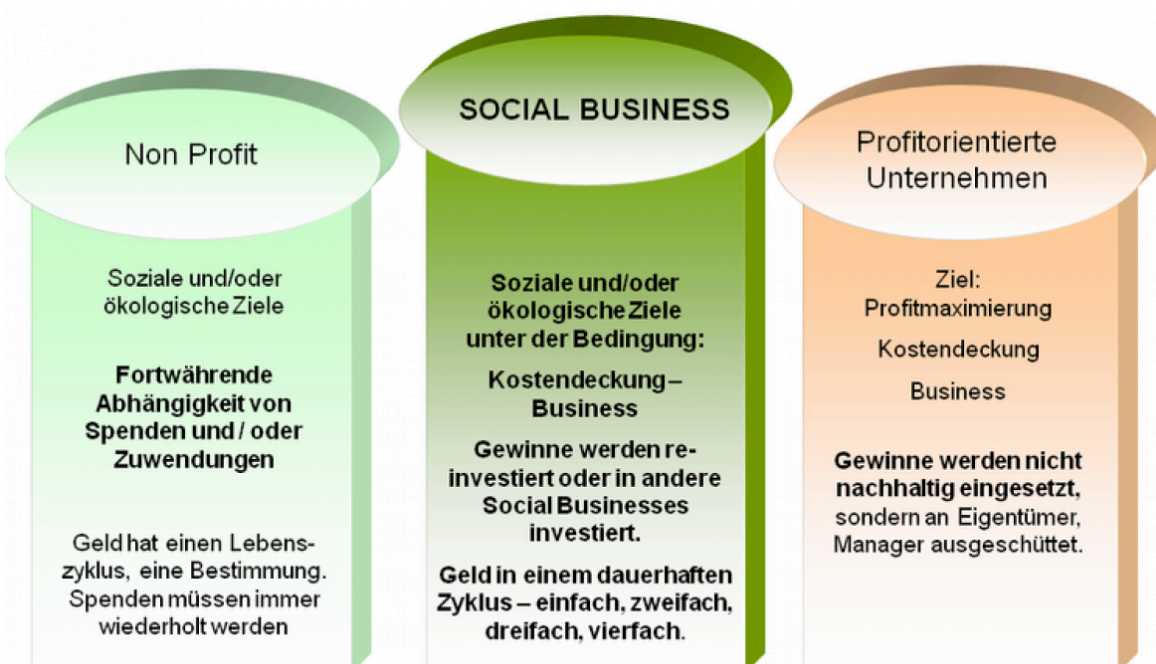 Non Profit
Soziale und/oder
ökologische Ziele
Fortwährende
Abhängigkeit von
Spenden und / oder
Zuwendungen
Geld hat einen Lebens-
zyklus, eine Bestimmung.
Spenden müssen immer
wiederholt werden
SOCIAL BUSINESS
Soziale und/oder
ökologische Ziele
unter der Bedingung:
Kostendeckung –
Business
Gewinne werden re-
investiert oder in andere
Social Businesses
investiert.
Geld in einem dauerhaften
Zyklus – einfach, zweifach,
dreifach, vierfach.
Profitorientierte
Unternehmen
Ziel:
Profitmaximierung
Kostendeckung
Business
Gewinne werden nicht
nachhaltig eingesetzt,
sondern an Eigentümer,
Manager ausgeschüttet.